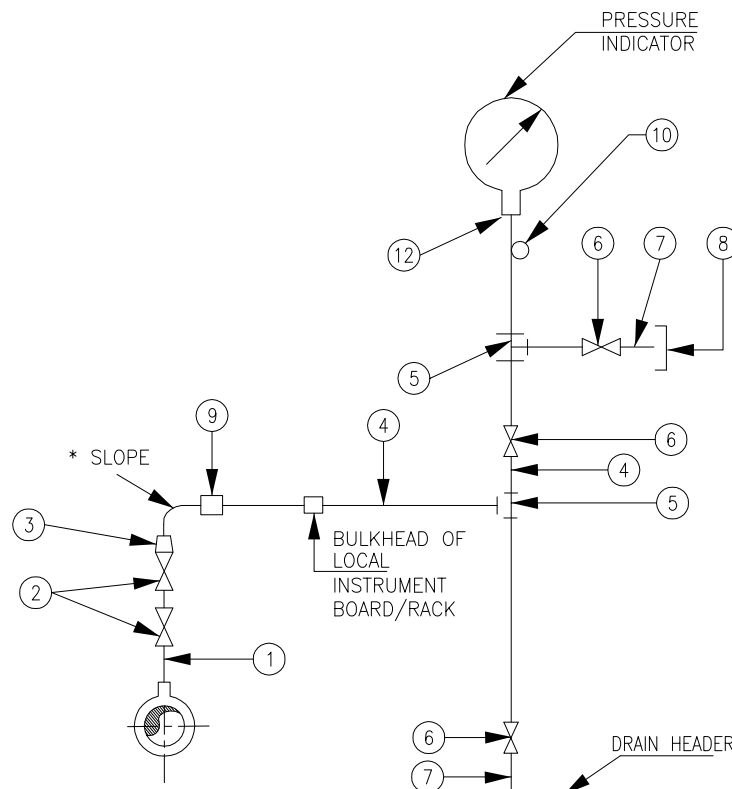 PRESSURE
INDICATOR
10
12
6
7
8
5
9
4
6
* SLOPE
4
5
3
BULKHEAD OF
LOCAL
INSTRUMENT
BOARD/RACK
2
1
6
DRAIN HEADER
7